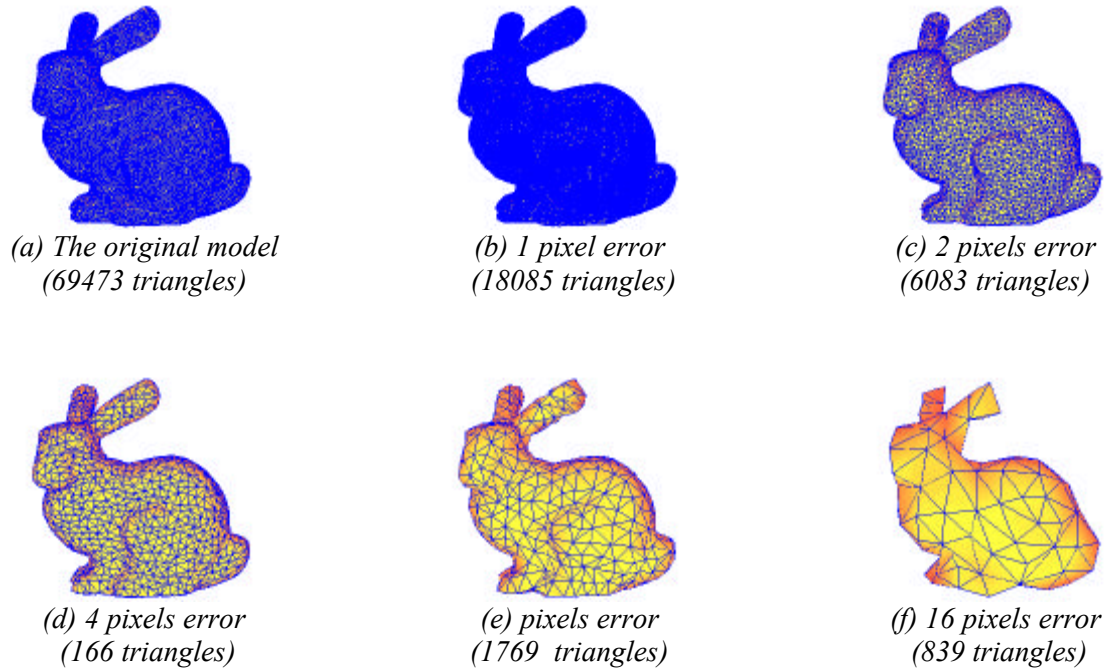 (a) The original model
(69473 triangles)
(b) 1 pixel error
(18085 triangles)
(c) 2 pixels error
(6083 triangles)
(d) 4 pixels error
(166 triangles)
(e) pixels error
(1769 triangles)
(f) 16 pixels error
(839 triangles)